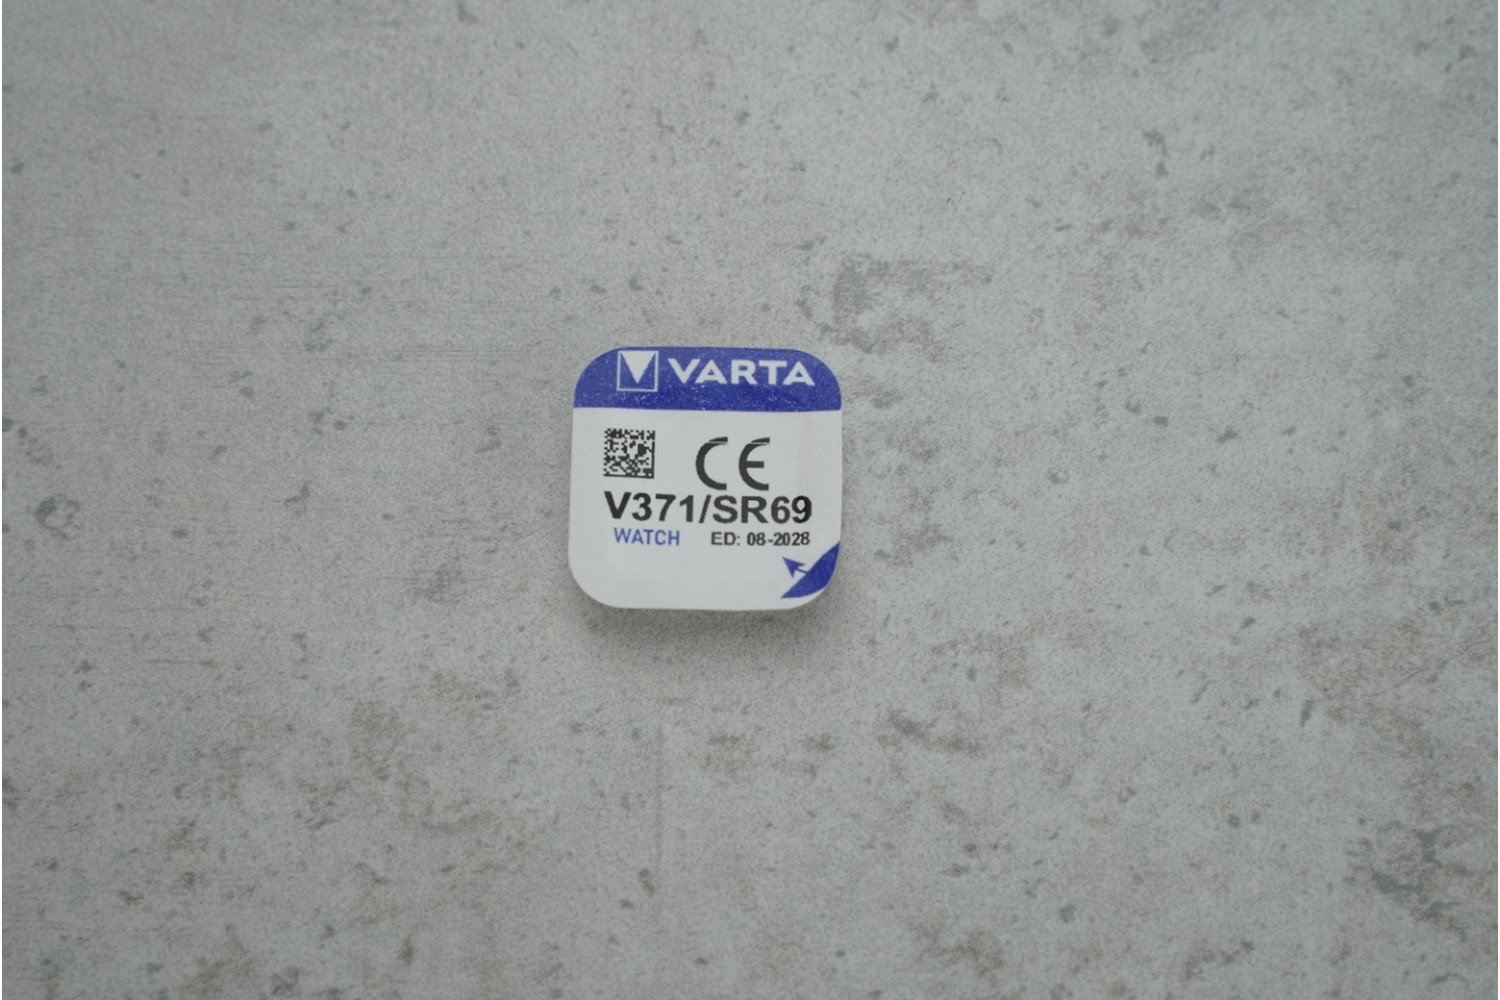 VARTA
CE
V371/SR69
WATCH ED: 08-2028